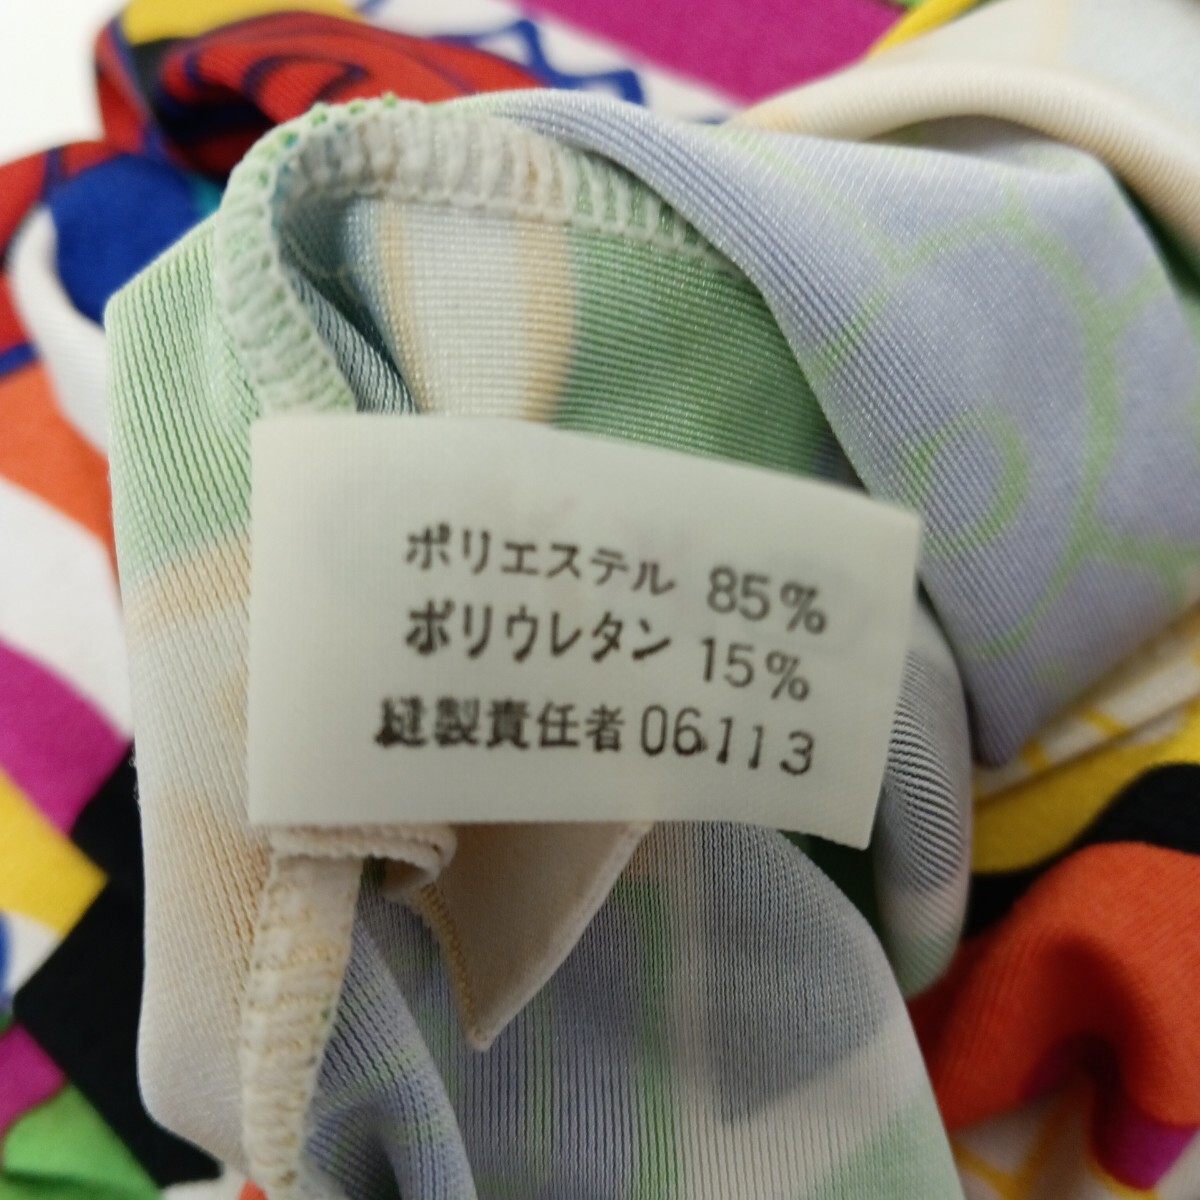 ポリエステル 85%
ポリウレタン 15%
縫製責任者 06113